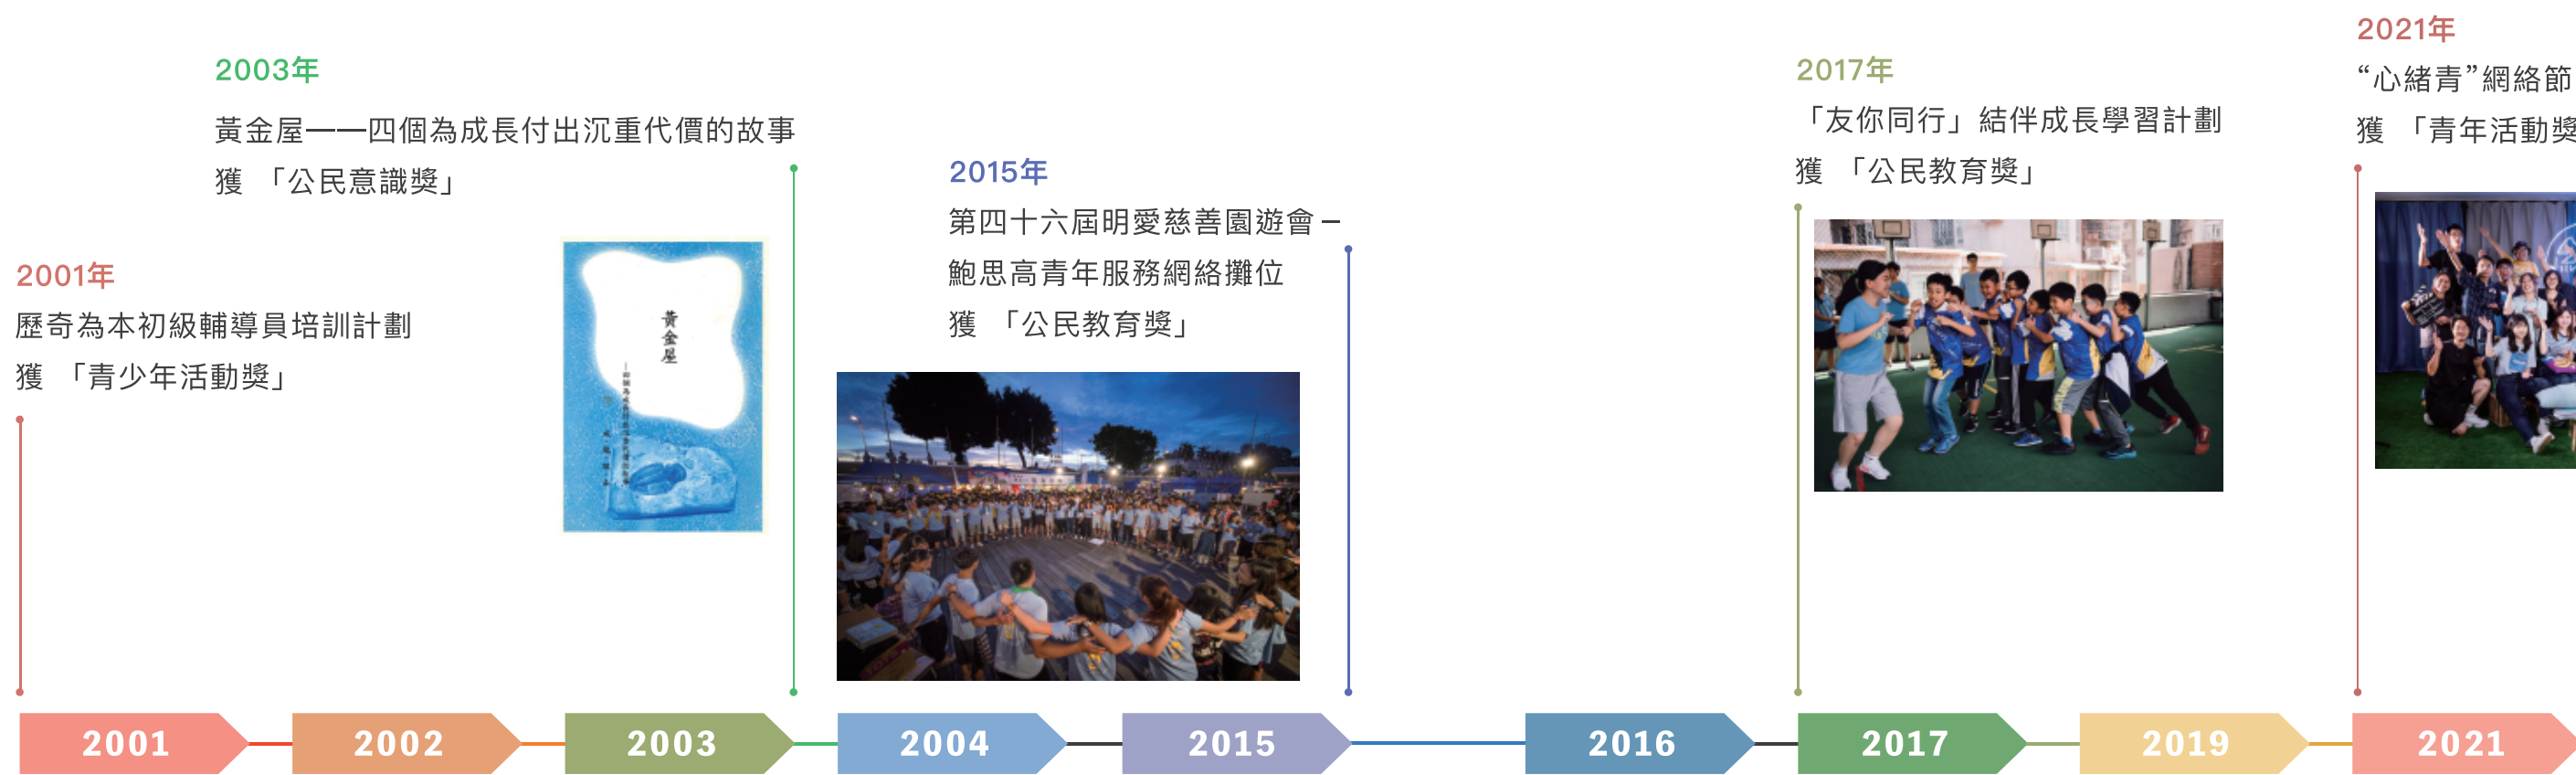 2001年
歷奇為本初級輔導員培訓計劃
獲 「青少年活動獎」
2003年
黃金屋——四個為成長付出沉重代價的故事
獲 「公民意識獎」
黃金屋
2015年
第四十六屆明愛慈善園遊會－
鮑思高青年服務網絡攤位
獲 「公民教育獎」
2017年
「友你同行」結伴成長學習計劃
獲 「公民教育獎」
2021年
“心緒青”網絡節
獲 「青年活動獎
2001
2002
2003
2004
2015
2016
2017
2019
2021